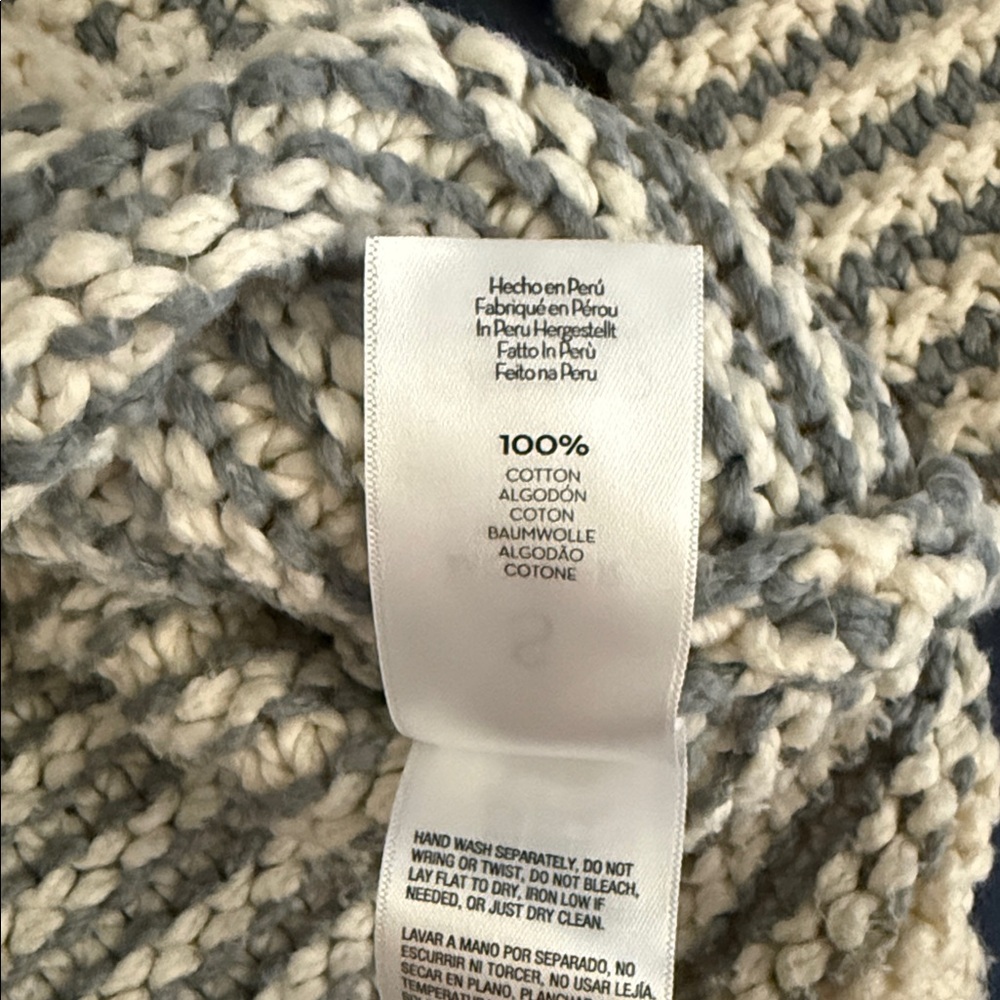 Hecho en Perú
Fabriqué en Pérou
In Peru Hergestellt
Fatto In Perù
Feito na Peru
100%
COTTON
ALGODÓN
COTON
BAUMWOLLE
ALGODÃO
COTONE
S
HAND WASH SEPARATELY, DO NOT
WRING OR TWIST, DO NOT BLEACH,
LAY FLAT TO DRY, IRON LOW IF
NEEDED, OR JUST DRY CLEAN.
LAVAR A MANO POR SEPARADO, NO
ESCURRIR NI TORCER, NO USAR LEJÍA,
SECAR EN PLANO,